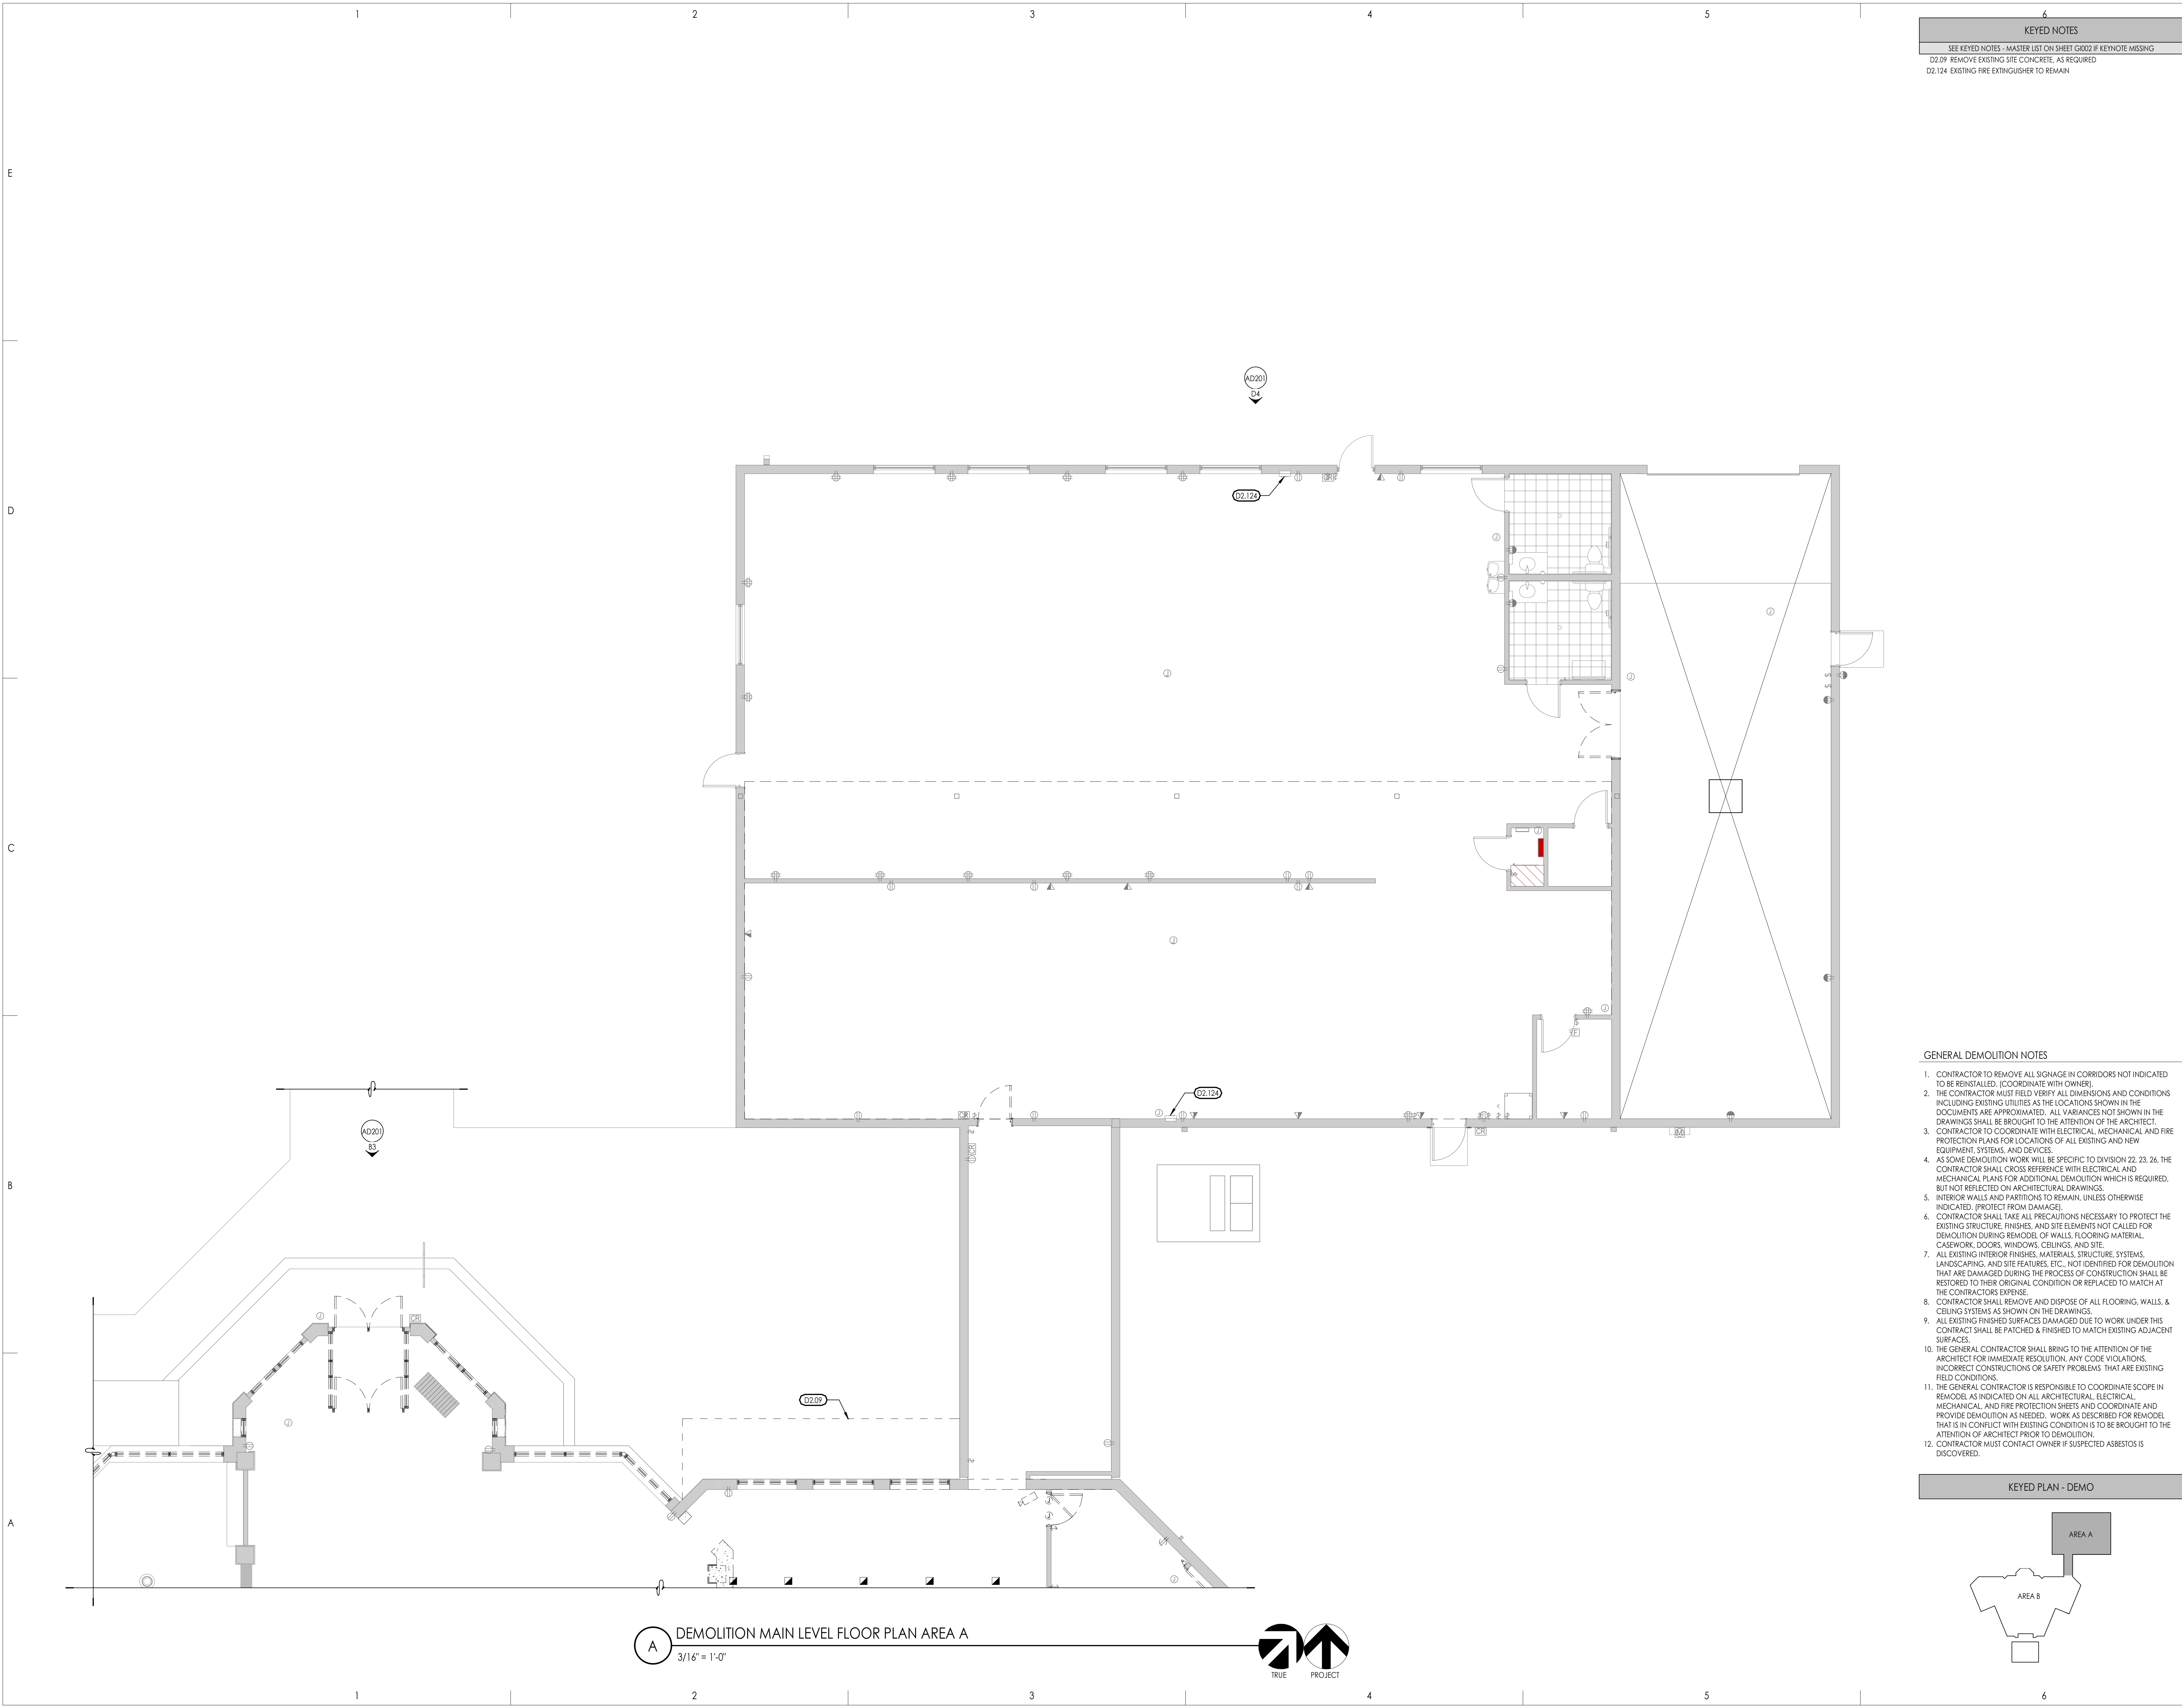 1 2 3 4 5 6
KEYED NOTES
SEE KEYED NOTES - MASTER LIST ON SHEET GI002 IF KEYNOTE MISSING
D2.09 REMOVE EXISTING SITE CONCRETE, AS REQUIRED
D2.124 EXISTING FIRE EXTINGUISHER TO REMAIN
E
AD201
D4
D
D2.124
CR
J
J
J
J
C
J
J
J
F
D2.124
J
CR
CR
CR
AD201
B3
B
J
CR
J
D2.09
A
J
J
J
GENERAL DEMOLITION NOTES
1. CONTRACTOR TO REMOVE ALL SIGNAGE IN CORRIDORS NOT INDICATED
TO BE REINSTALLED. (COORDINATE WITH OWNER).
2. THE CONTRACTOR MUST FIELD VERIFY ALL DIMENSIONS AND CONDITIONS
INCLUDING EXISTING UTILITIES AS THE LOCATIONS SHOWN IN THE
DOCUMENTS ARE APPROXIMATED. ALL VARIANCES NOT SHOWN IN THE
DRAWINGS SHALL BE BROUGHT TO THE ATTENTION OF THE ARCHITECT.
3. CONTRACTOR TO COORDINATE WITH ELECTRICAL, MECHANICAL AND FIRE
PROTECTION PLANS FOR LOCATIONS OF ALL EXISTING AND NEW
EQUIPMENT, SYSTEMS, AND DEVICES.
4. AS SOME DEMOLITION WORK WILL BE SPECIFIC TO DIVISION 22, 23, 26, THE
CONTRACTOR SHALL CROSS REFERENCE WITH ELECTRICAL AND
MECHANICAL PLANS FOR ADDITIONAL DEMOLITION WHICH IS REQUIRED,
BUT NOT REFLECTED ON ARCHITECTURAL DRAWINGS.
5. INTERIOR WALLS AND PARTITIONS TO REMAIN, UNLESS OTHERWISE
INDICATED. (PROTECT FROM DAMAGE).
6. CONTRACTOR SHALL TAKE ALL PRECAUTIONS NECESSARY TO PROTECT THE
EXISTING STRUCTURE, FINISHES, AND SITE ELEMENTS NOT CALLED FOR
DEMOLITION DURING REMODEL OF WALLS, FLOORING MATERIAL,
CASEWORK, DOORS, WINDOWS, CEILINGS, AND SITE.
7. ALL EXISTING INTERIOR FINISHES, MATERIALS, STRUCTURE, SYSTEMS,
LANDSCAPING, AND SITE FEATURES, ETC., NOT IDENTIFIED FOR DEMOLITION
THAT ARE DAMAGED DURING THE PROCESS OF CONSTRUCTION SHALL BE
RESTORED TO THEIR ORIGINAL CONDITION OR REPLACED TO MATCH AT
THE CONTRACTORS EXPENSE.
8. CONTRACTOR SHALL REMOVE AND DISPOSE OF ALL FLOORING, WALLS, &
CEILING SYSTEMS AS SHOWN ON THE DRAWINGS.
9. ALL EXISTING FINISHED SURFACES DAMAGED DUE TO WORK UNDER THIS
CONTRACT SHALL BE PATCHED & FINISHED TO MATCH EXISTING ADJACENT
SURFACES.
10. THE GENERAL CONTRACTOR SHALL BRING TO THE ATTENTION OF THE
ARCHITECT FOR IMMEDIATE RESOLUTION, ANY CODE VIOLATIONS,
INCORRECT CONSTRUCTIONS OR SAFETY PROBLEMS THAT ARE EXISTING
FIELD CONDITIONS.
11. THE GENERAL CONTRACTOR IS RESPONSIBLE TO COORDINATE SCOPE IN
REMODEL AS INDICATED ON ALL ARCHITECTURAL, ELECTRICAL,
MECHANICAL, AND FIRE PROTECTION SHEETS AND COORDINATE AND
PROVIDE DEMOLITION AS NEEDED. WORK AS DESCRIBED FOR REMODEL
THAT IS IN CONFLICT WITH EXISTING CONDITION IS TO BE BROUGHT TO THE
ATTENTION OF ARCHITECT PRIOR TO DEMOLITION.
12. CONTRACTOR MUST CONTACT OWNER IF SUSPECTED ASBESTOS IS
DISCOVERED.
KEYED PLAN - DEMO
AREA A
AREA B
A
DEMOLITION MAIN LEVEL FLOOR PLAN AREA A
3/16" = 1'-0"
TRUE
PROJECT
1 2 3 4 5 6